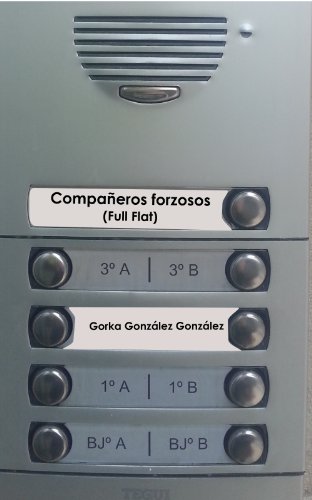 Compañeros forzosos
(Full Flat)
3º A | 3º B
Gorka González González
1º A | 1º B
BJº A | BJº B